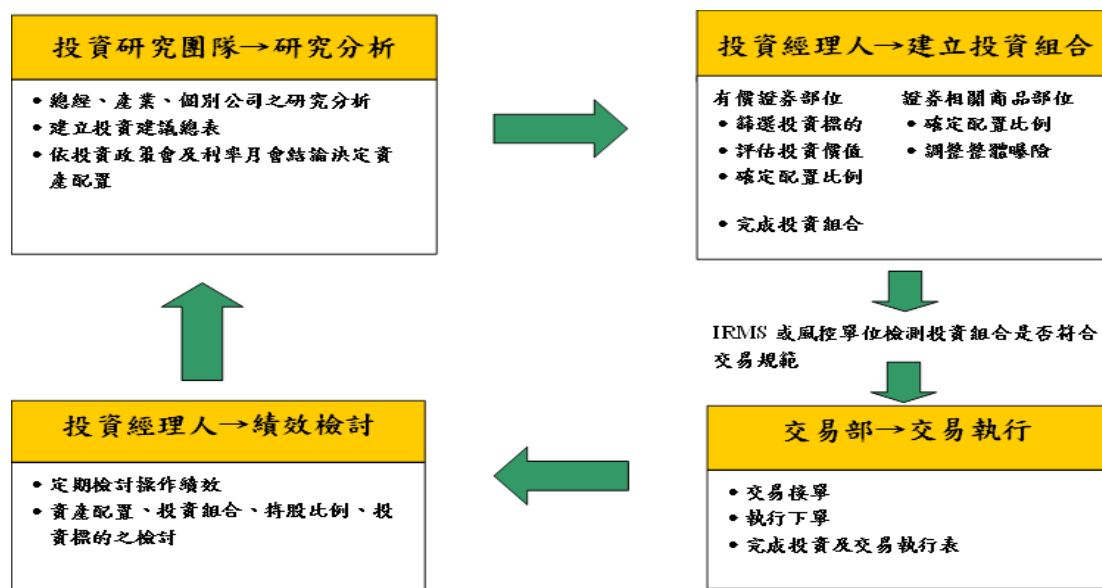 投資研究團隊→研究分析
• 總經、產業、個別公司之研究分析
• 建立投資建議總表
• 依投資政策會及利率月會結論決定資
產配置
投資經理人→建立投資組合
有價證券部位
• 篩選投資標的
• 評估投資價值
• 確定配置比例
• 完成投資組合
證券相關商品部位
• 確定配置比例
• 調整整體曝險
IRMS 或風控單位檢測投資組合是否符合
交易規範
交易部→交易執行
• 交易接單
• 執行下單
• 完成投資及交易執行表
投資經理人→績效檢討
• 定期檢討操作績效
• 資產配置、投資組合、持股比例、投
資標的之檢討